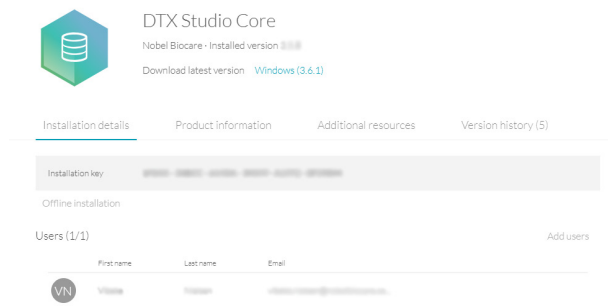 DTX Studio Core
Nobel Biocare · Installed version
Download latest version Windows (3.6.1)
Installation details Product information Additional resources Version history (5)
Installation key
Offline installation
Users (1/1) Add users
First name Last name Email
VN